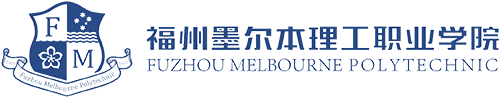 F M
Fuzhou Melbourne Polytechnic
福州墨尔本理工职业学院
FUZHOU MELBOURNE POLYTECHNIC